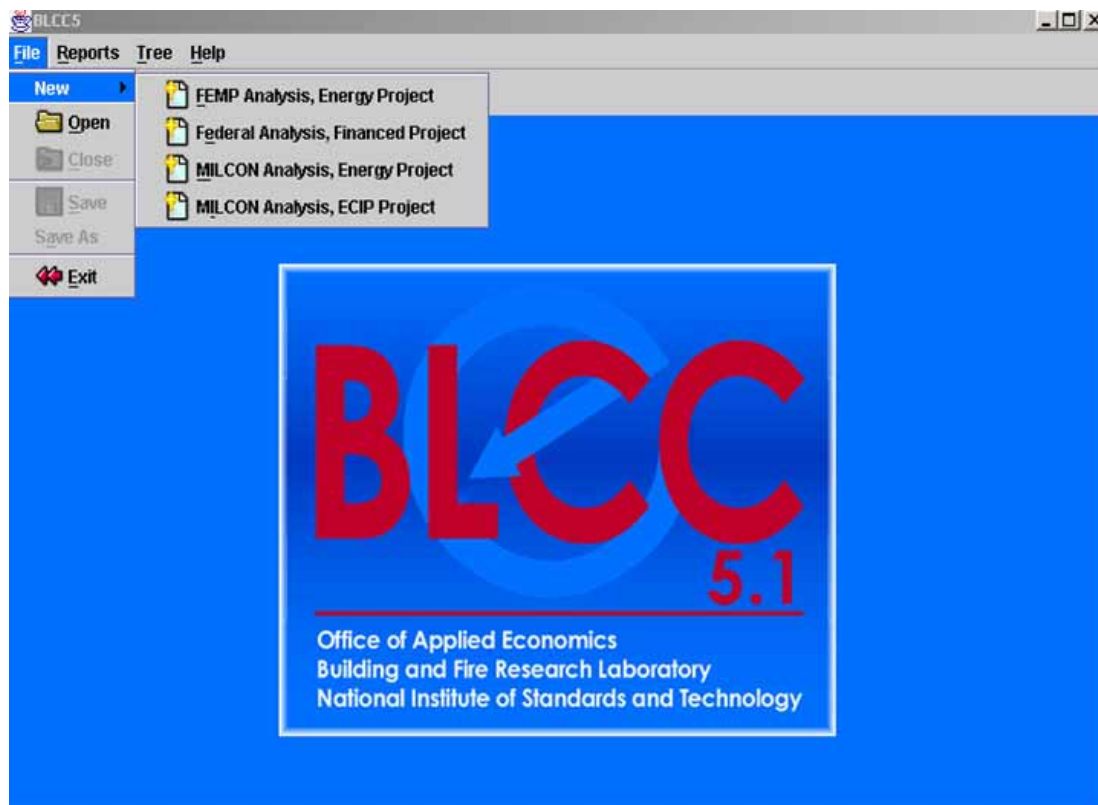 BLCC5
File Reports Tree Help
New
Open
Close
Save
Save As
Exit
FEMP Analysis, Energy Project
Federal Analysis, Financed Project
MILCON Analysis, Energy Project
MILCON Analysis, ECIP Project
BLCC
5.1
Office of Applied Economics
Building and Fire Research Laboratory
National Institute of Standards and Technology